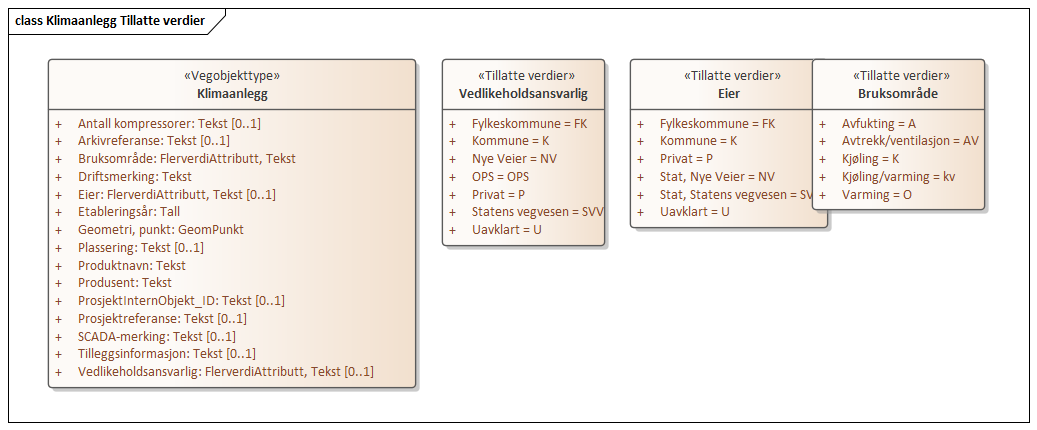 class Klimaanlegg Tillatte verdier
«Vegobjekttype»
Klimaanlegg
+ Antall kompressorer: Tekst [0..1]
+ Arkivreferanse: Tekst [0..1]
+ Bruksområde: FlerverdiAttributt, Tekst
+ Driftsmerking: Tekst
+ Eier: FlerverdiAttributt, Tekst [0..1]
+ Etableringsår: Tall
+ Geometri, punkt: GeomPunkt
+ Plassering: Tekst [0..1]
+ Produktnavn: Tekst
+ Produsent: Tekst
+ ProsjektInternObjekt_ID: Tekst [0..1]
+ Prosjektreferanse: Tekst [0..1]
+ SCADA-merking: Tekst [0..1]
+ Tilleggsinformasjon: Tekst [0..1]
+ Vedlikeholdsansvarlig: FlerverdiAttributt, Tekst [0..1]
«Tillatte verdier»
Vedlikeholdsansvarlig
+ Fylkeskommune = FK
+ Kommune = K
+ Nye Veier = NV
+ OPS = OPS
+ Privat = P
+ Statens vegvesen = SVV
+ Uavklart = U
«Tillatte verdier»
Eier
+ Fylkeskommune = FK
+ Kommune = K
+ Privat = P
+ Stat, Nye Veier = NV
+ Stat, Statens vegvesen =
+ Uavklart = U
«Tillatte verdier»
Bruksområde
+ Avfukting = A
+ Avtrekk/ventilasjon = AV
+ Kjøling = K
+ Kjøling/varming = kv
+ Varming = O